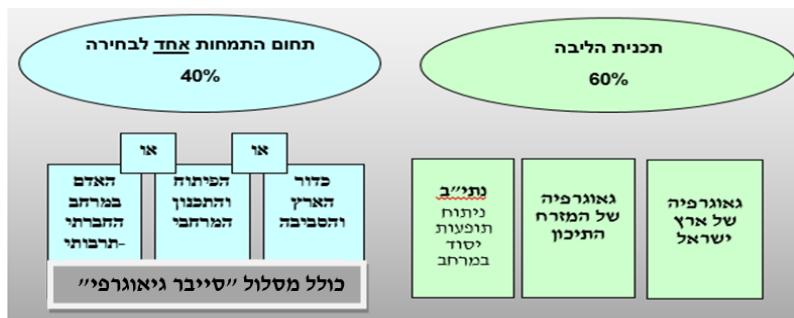 תכנית הליבה
60%
תחום התמחות אחד לבחירה
40%
גאוגרפיה
של ארץ
ישראל
גאוגרפיה
של המזרח
התיכון
נתי״ב
ניתוח
תופעות
יסוד
במרחב
או
או
כדור
הארץ
והסביבה
הפיתוח
והתכנון
המרחבי
האדם
במרחב
החברתי
-תרבותי
כולל מסלול ״סייבר גיאוגרפי״